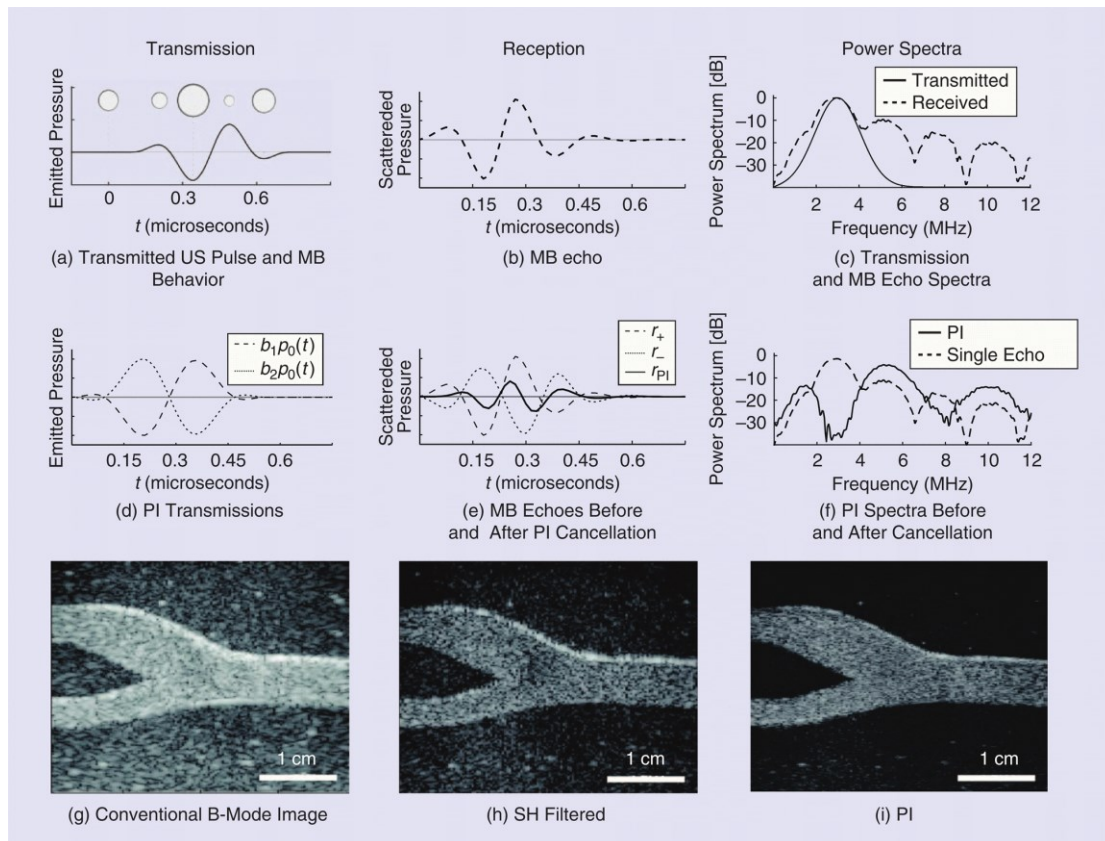 Transmission
Reception
Power Spectra
Emitted Pressure
0
0.3
0.6
t (microseconds)
(a) Transmitted US Pulse and MB
Behavior
Scattereded
Pressure
0.15
0.3
0.45
0.6
t (microseconds)
(b) MB echo
Power Spectrum [dB]
0
−10
−20
−30
Transmitted
Received
2
4
6
8
10
12
Frequency (MHz)
(c) Transmission
and MB Echo Spectra
Emitted Pressure
b1p0(t)
b2p0(t)
0.15
0.3
0.45
0.6
t (microseconds)
(d) PI Transmissions
Scattereded
Pressure
r+
r−
rPI
0.15
0.3
0.45
0.6
t (microseconds)
(e) MB Echoes Before
and After PI Cancellation
Power Spectrum [dB]
0
−10
−20
−30
PI
Single Echo
2
4
6
8
10
12
Frequency (MHz)
(f) PI Spectra Before
and After Cancellation
1 cm
(g) Conventional B-Mode Image
1 cm
(h) SH Filtered
1 cm
(i) PI